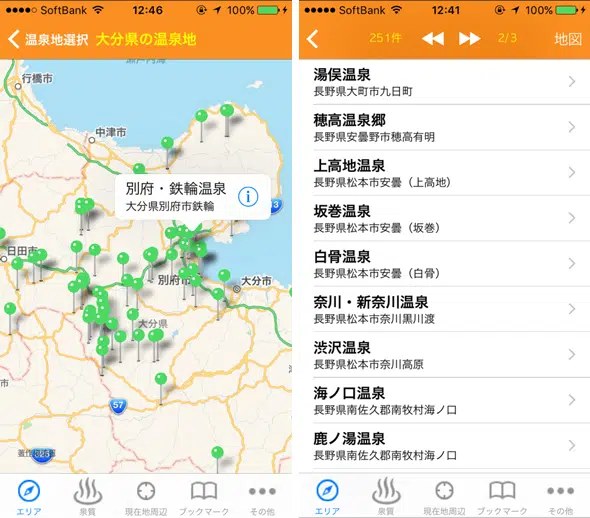 SoftBank 12:46 100%
温泉地選択 大分県の温泉地
瀬戸内海
行橋市
中津市
別府・鉄輪温泉
大分県別府市鉄輪
日田市
別府市
大分市
大分県
57
エリア 泉質 現在地周辺 ブックマーク その他
SoftBank 12:41 100%
251件 2/3 地図
湯俣温泉
長野県大町市九日町
穂高温泉郷
長野県安曇野市穂高有明
上高地温泉
長野県松本市安曇（上高地）
坂巻温泉
長野県松本市安曇（坂巻）
白骨温泉
長野県松本市安曇（白骨）
奈川・新奈川温泉
長野県松本市奈川黒川渡
渋沢温泉
長野県松本市奈川高原
海ノ口温泉
長野県南佐久郡南牧村海ノ口
鹿ノ湯温泉
長野県南佐久郡南牧村海ノ口
エリア 泉質 現在地周辺 ブックマーク その他